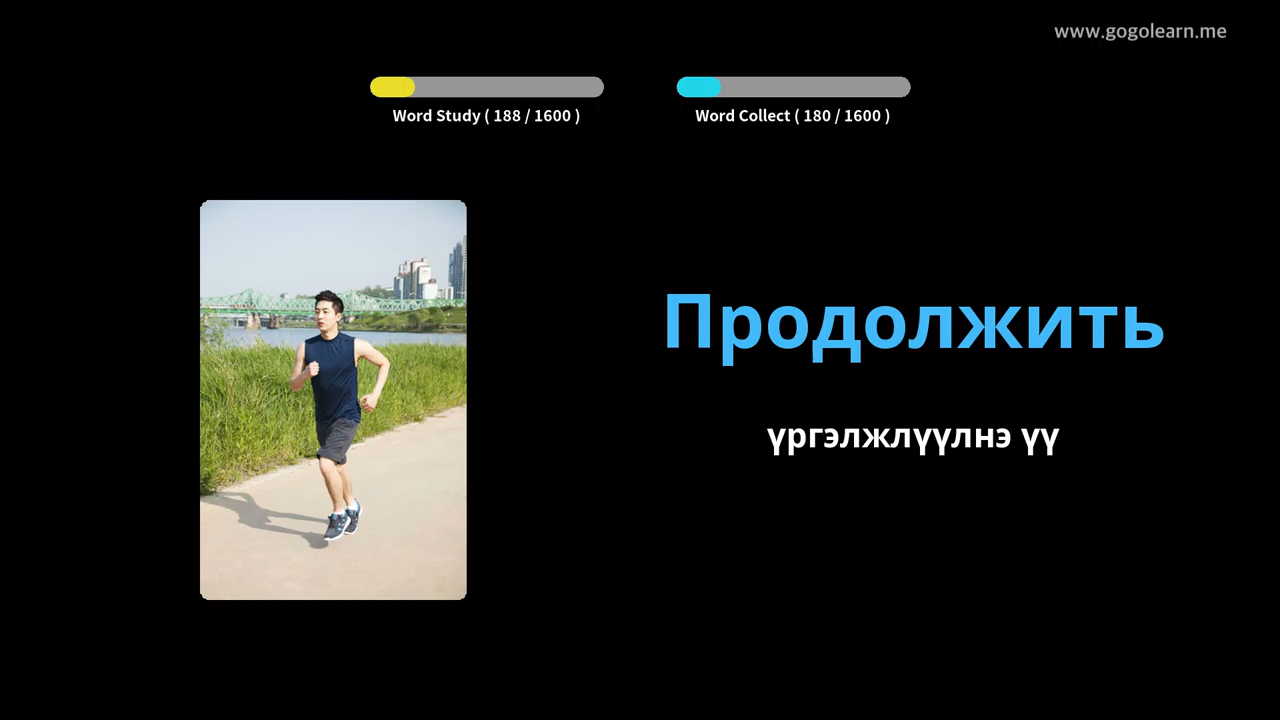 www.gogolearn.me
Word Study ( 188 / 1600 )
Word Collect ( 180 / 1600 )
Продолжить
үргэлжлүүлнэ үү